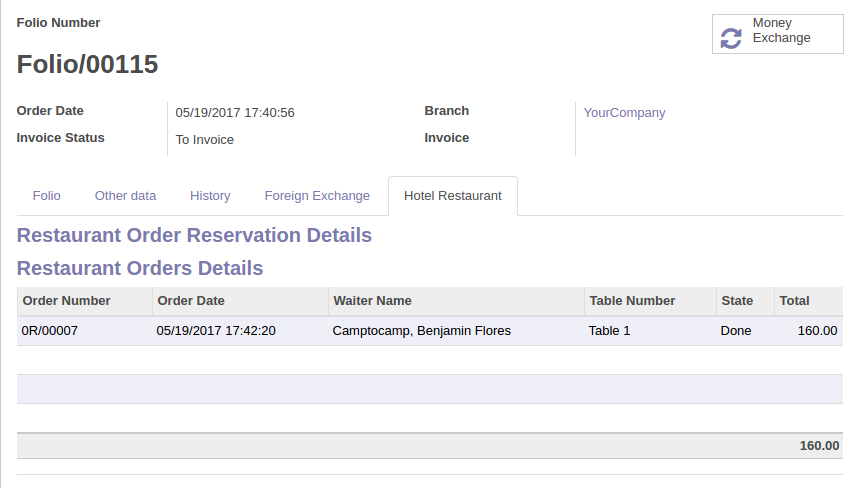 Folio Number
Money
Exchange
Folio/00115
Order Date 05/19/2017 17:40:56 Branch YourCompany
Invoice Status To Invoice Invoice
Folio Other data History Foreign Exchange Hotel Restaurant
Restaurant Order Reservation Details
Restaurant Orders Details
Order Number Order Date Waiter Name Table Number State Total
0R/00007 05/19/2017 17:42:20 Camptocamp, Benjamin Flores Table 1 Done 160.00
160.00